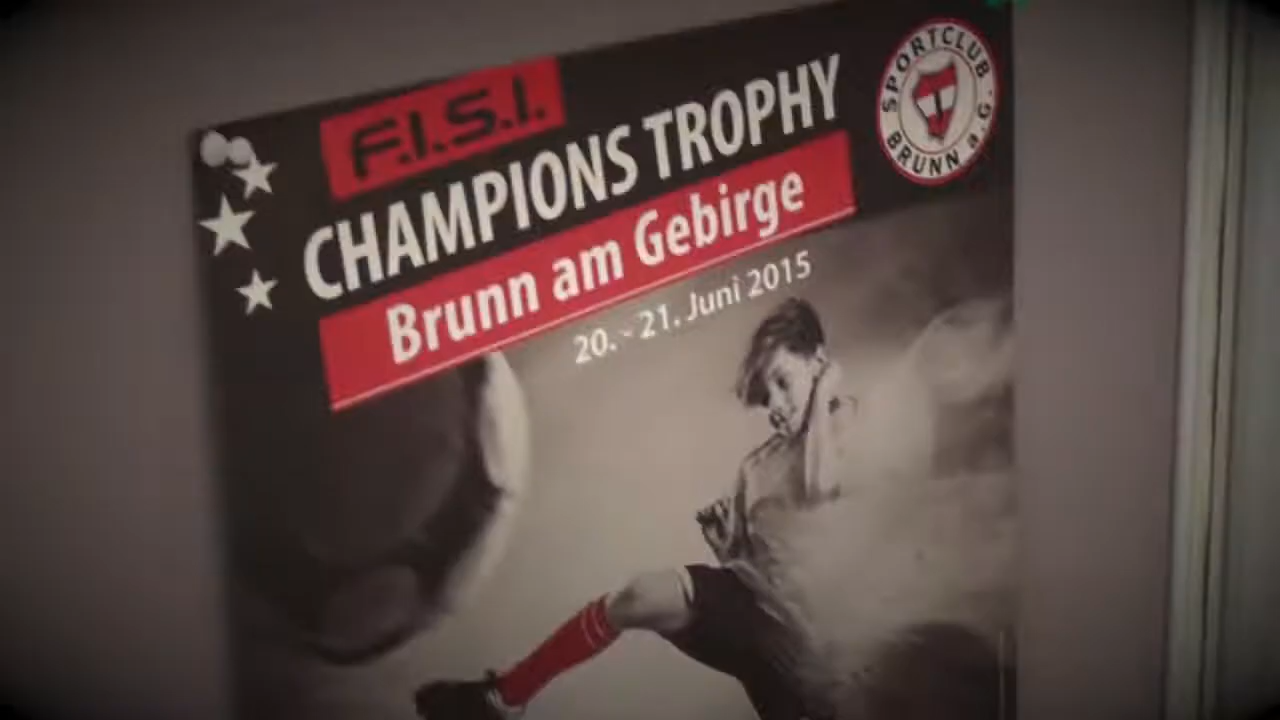 F.I.S.I.
CHAMPIONS TROPHY
Brunn am Gebirge
20. - 21. Juni 2015
SPORTCLUB
BRUNN a.G.